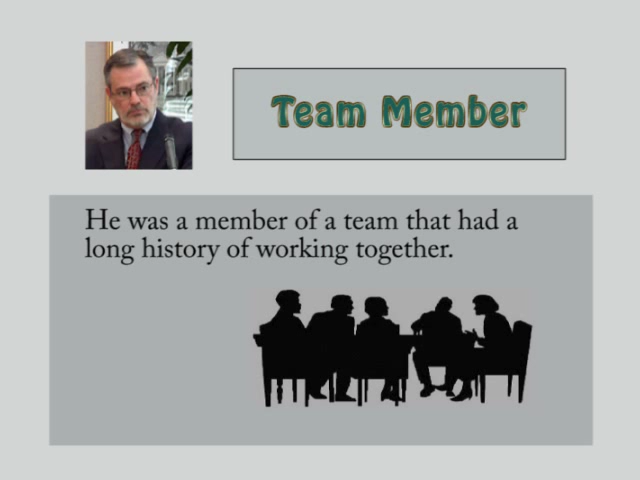 Team Member
He was a member of a team that had a
long history of working together.